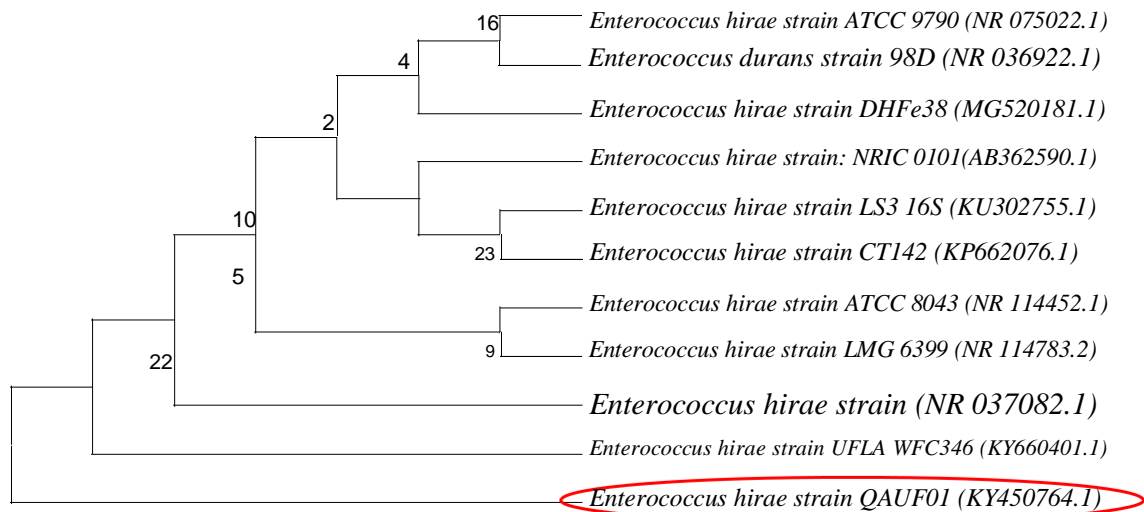 16
Enterococcus hirae strain ATCC 9790 (NR 075022.1)
4
Enterococcus durans strain 98D (NR 036922.1)
Enterococcus hirae strain DHFe38 (MG520181.1)
2
Enterococcus hirae strain: NRIC 0101(AB362590.1)
10
Enterococcus hirae strain LS3 16S (KU302755.1)
23
Enterococcus hirae strain CT142 (KP662076.1)
5
Enterococcus hirae strain ATCC 8043 (NR 114452.1)
9
Enterococcus hirae strain LMG 6399 (NR 114783.2)
22
Enterococcus hirae strain (NR 037082.1)
Enterococcus hirae strain UFLA WFC346 (KY660401.1)
Enterococcus hirae strain QAUF01 (KY450764.1)